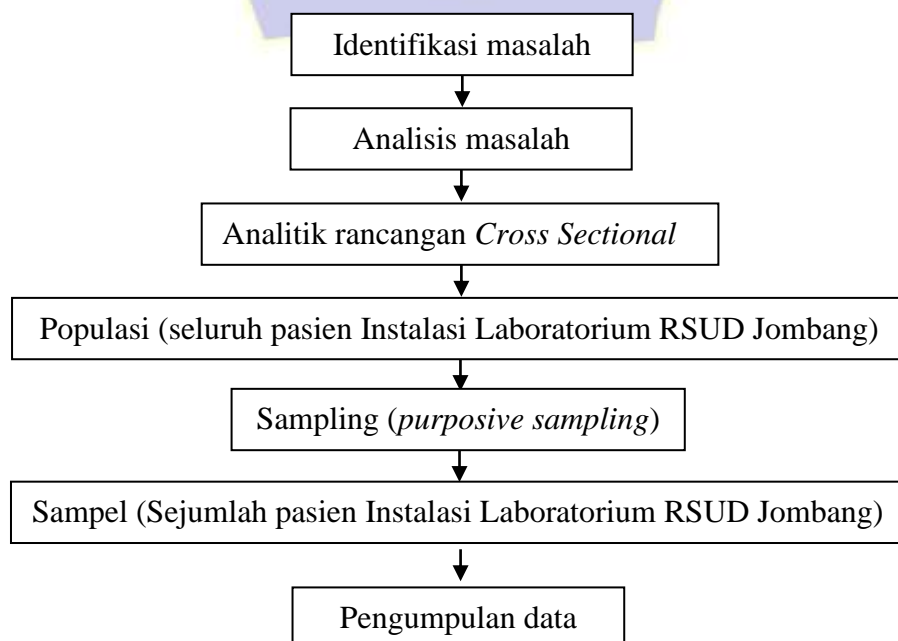 Identifikasi masalah
Analisis masalah
Analitik rancangan Cross Sectional
Populasi (seluruh pasien Instalasi Laboratorium RSUD Jombang)
Sampling (purposive sampling)
Sampel (Sejumlah pasien Instalasi Laboratorium RSUD Jombang)
Pengumpulan data